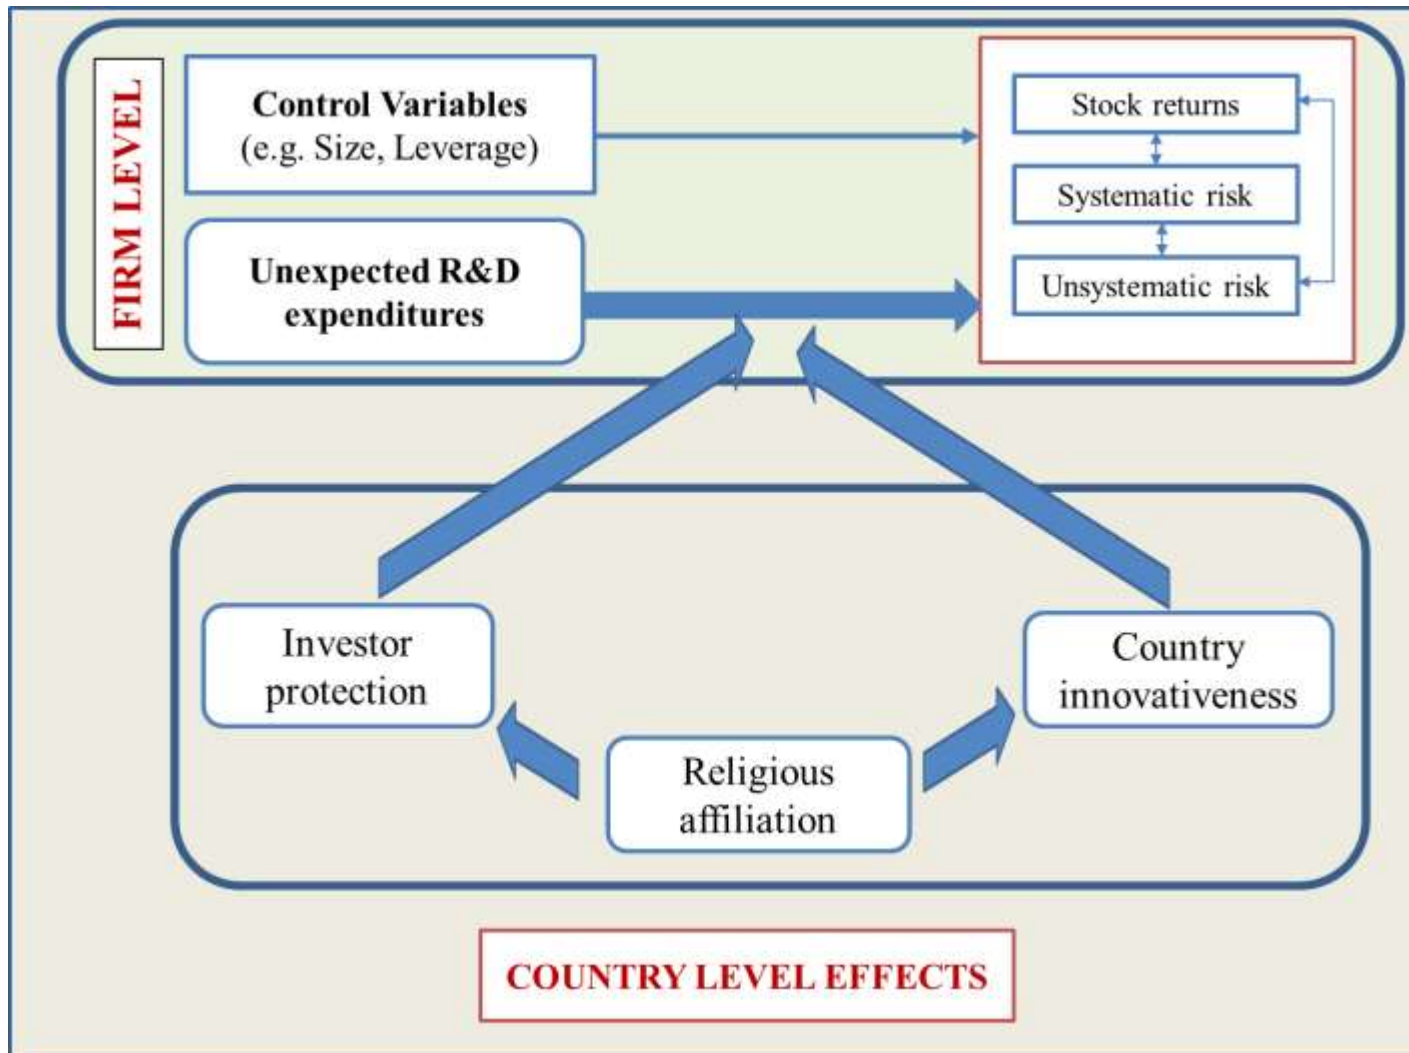 FIRM LEVEL
Control Variables
(e.g. Size, Leverage)
Unexpected R&D
expenditures
Stock returns
Systematic risk
Unsystematic risk
Investor
protection
Country
innovativeness
Religious
affiliation
COUNTRY LEVEL EFFECTS